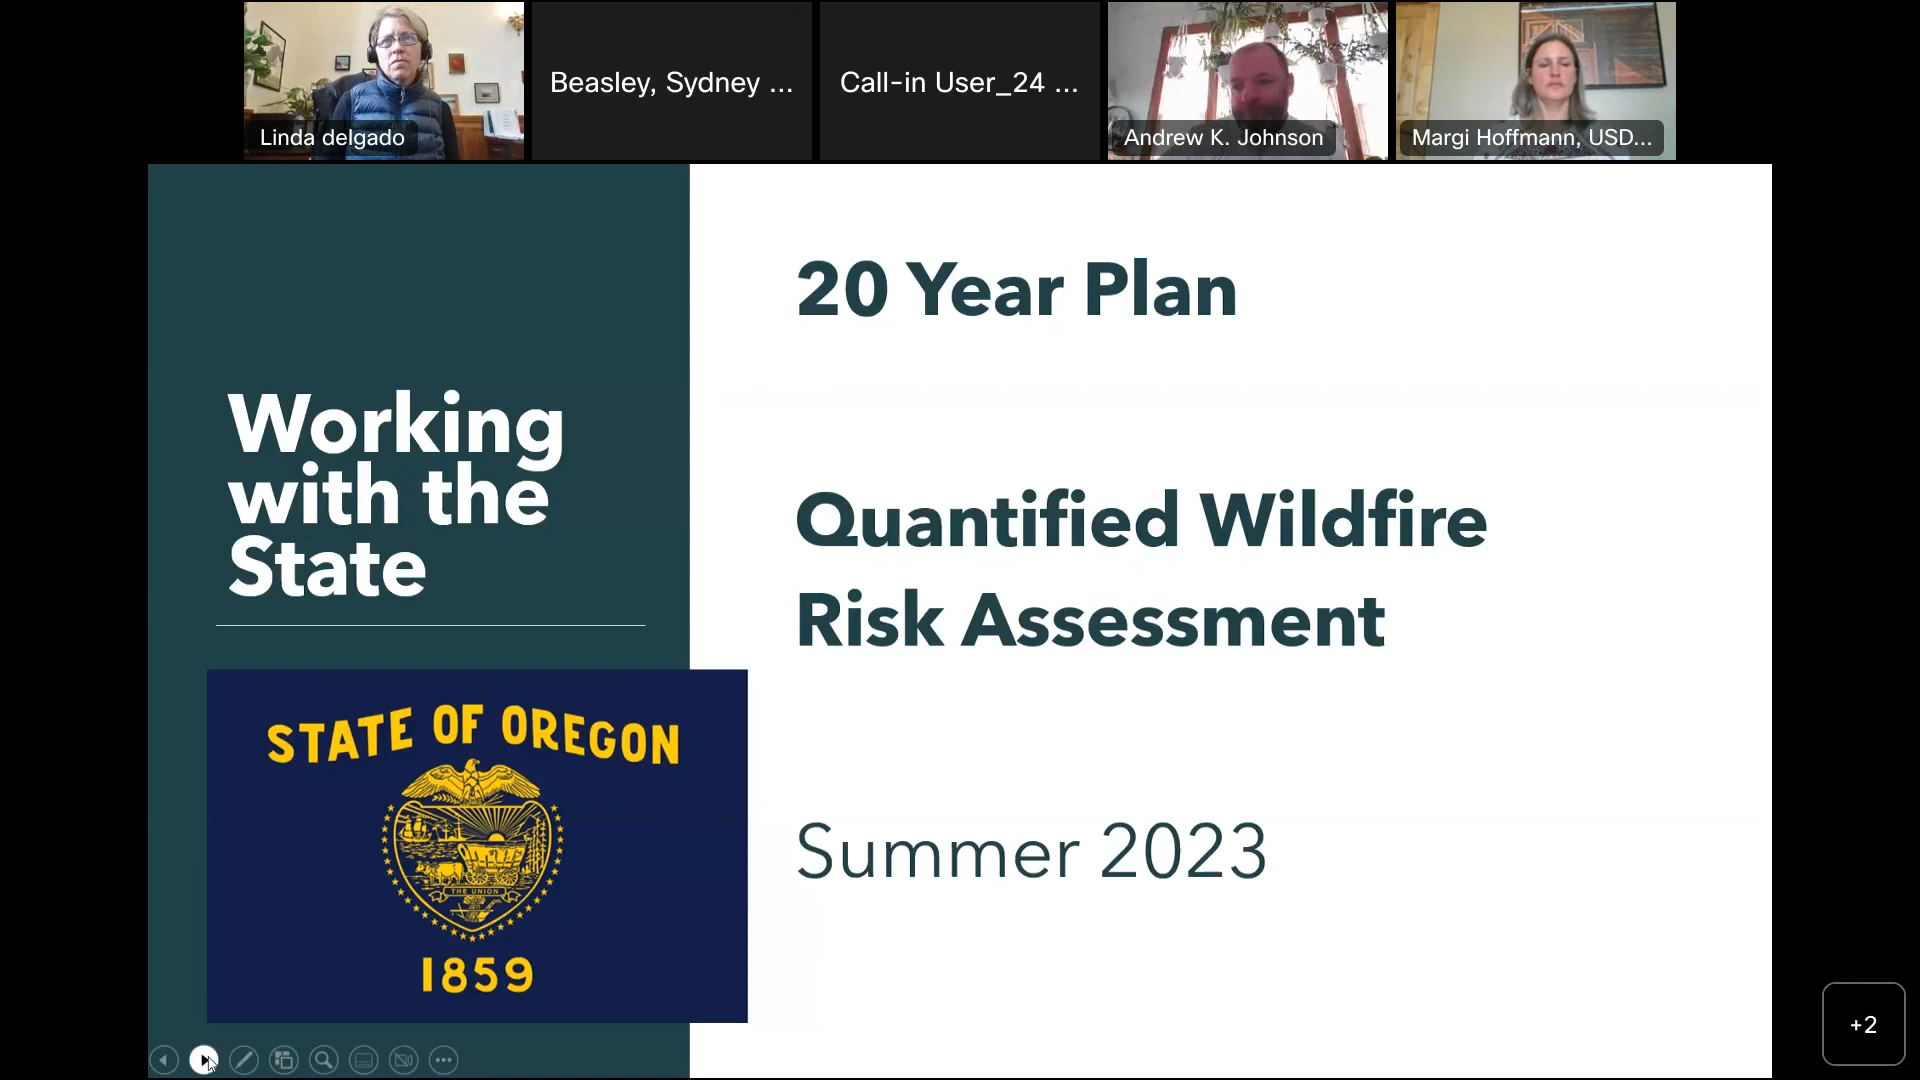 Linda delgado
Beasley, Sydney ...
Call-in User_24 ...
Andrew K. Johnson
Margi Hoffmann, USD...
Working
with the
State
STATE OF OREGON
THE UNION
1859
20 Year Plan
Quantified Wildfire
Risk Assessment
Summer 2023
+2